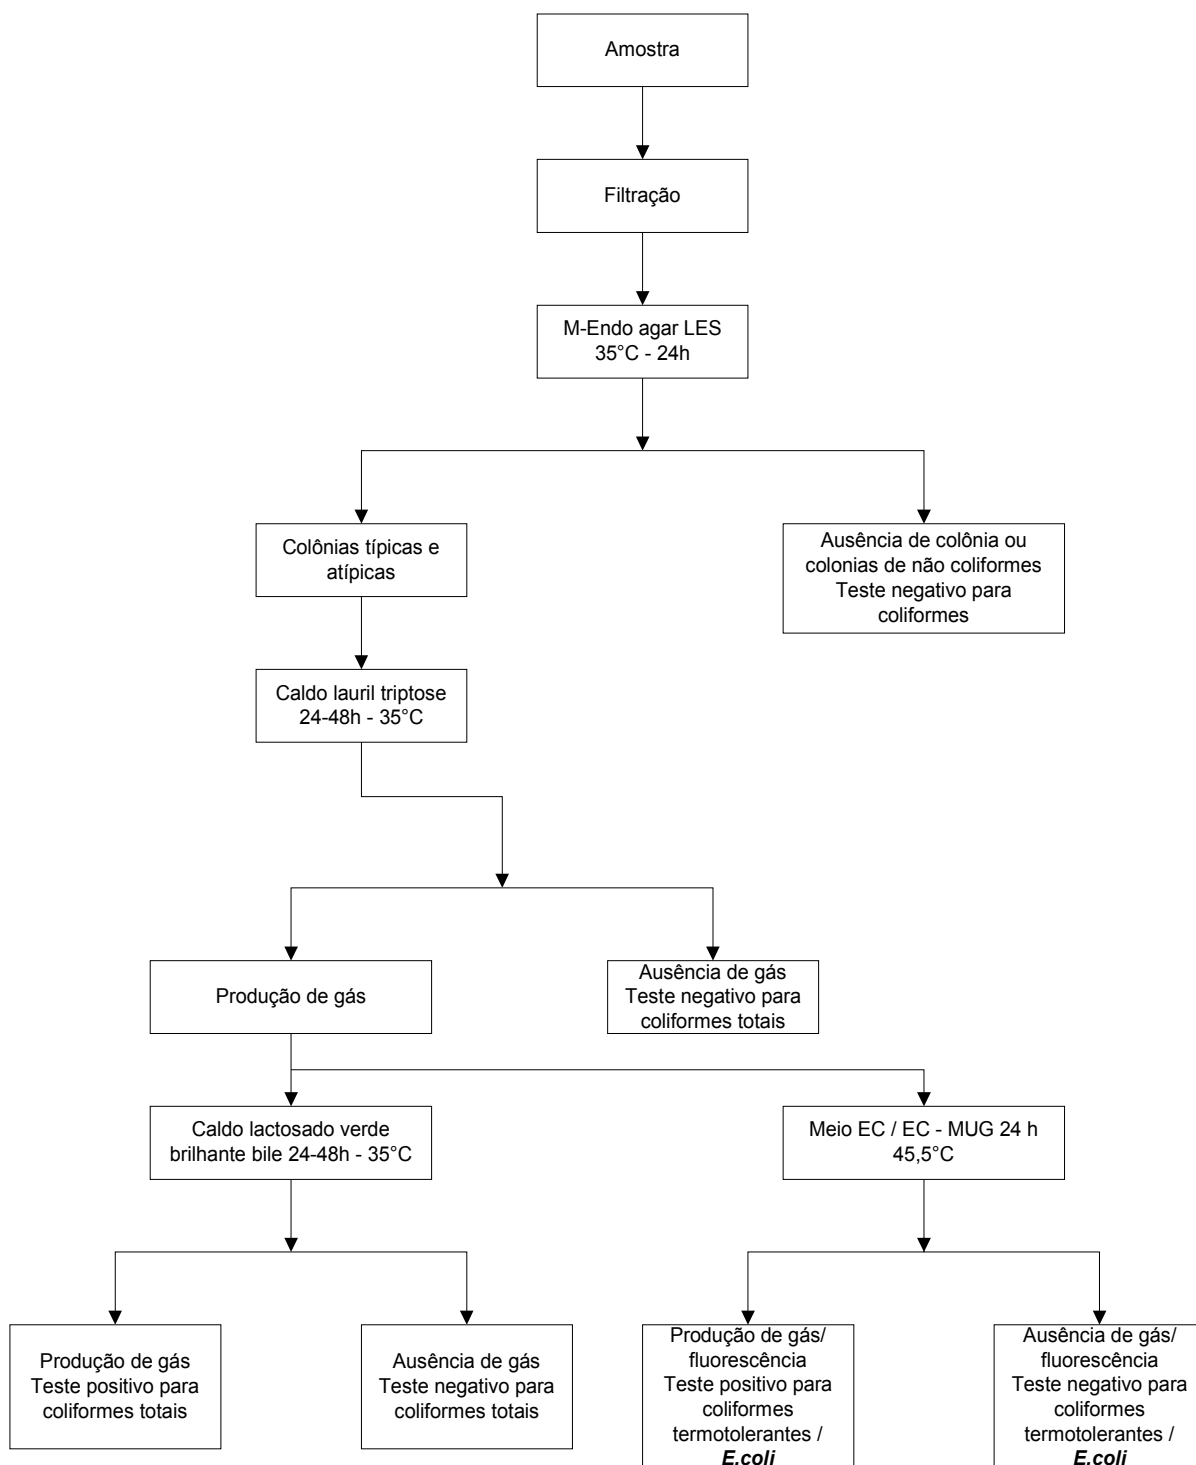 Amostra
Filtração
M-Endo agar LES
35°C - 24h
Colônias típicas e
atípicas
Ausência de colônia ou
colonias de não coliformes
Teste negativo para
coliformes
Caldo lauril triptose
24-48h - 35°C
Produção de gás
Ausência de gás
Teste negativo para
coliformes totais
Caldo lactosado verde
brilhante bile 24-48h - 35°C
Meio EC / EC - MUG 24 h
45,5°C
Produção de gás
Teste positivo para
coliformes totais
Ausência de gás
Teste negativo para
coliformes totais
Produção de gás/
fluorescência
Teste positivo para
coliformes
termotolerantes /
E.coli
Ausência de gás/
fluorescência
Teste negativo para
coliformes
termotolerantes /
E.coli